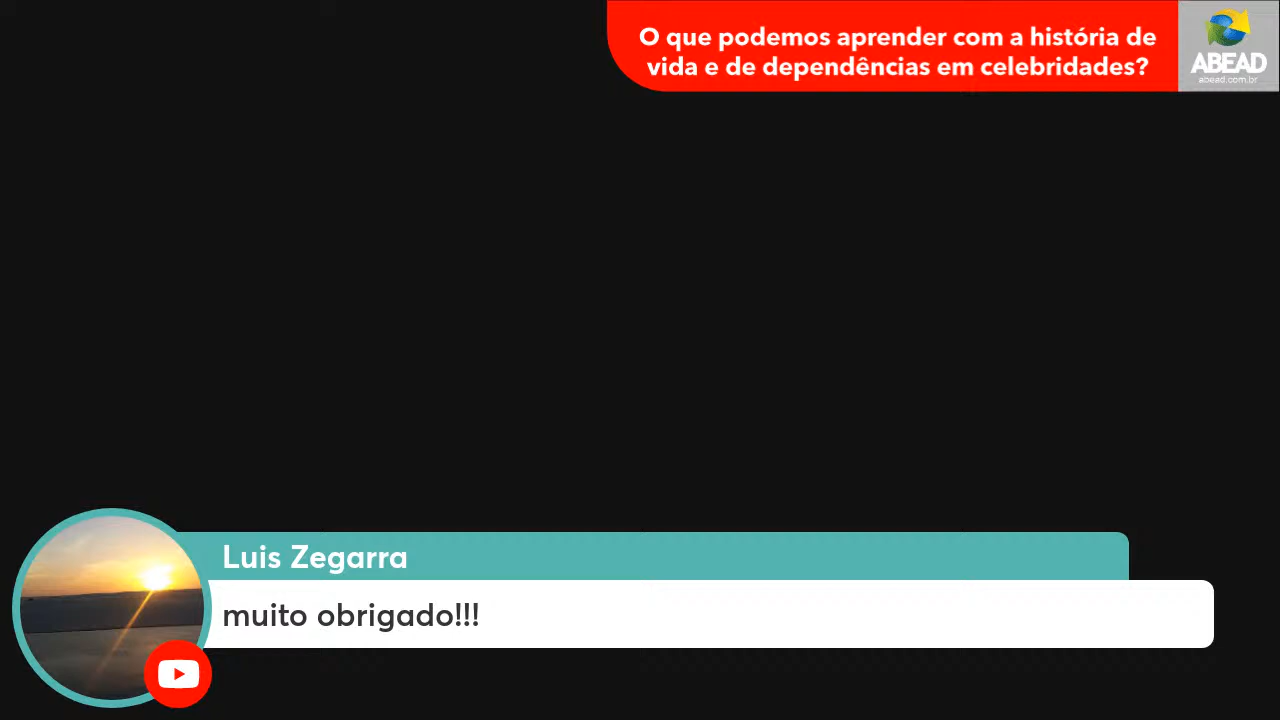 O que podemos aprender com a história de
vida e de dependências em celebridades?
ABEAD
abead.com.br
Luis Zegarra
muito obrigado!!!